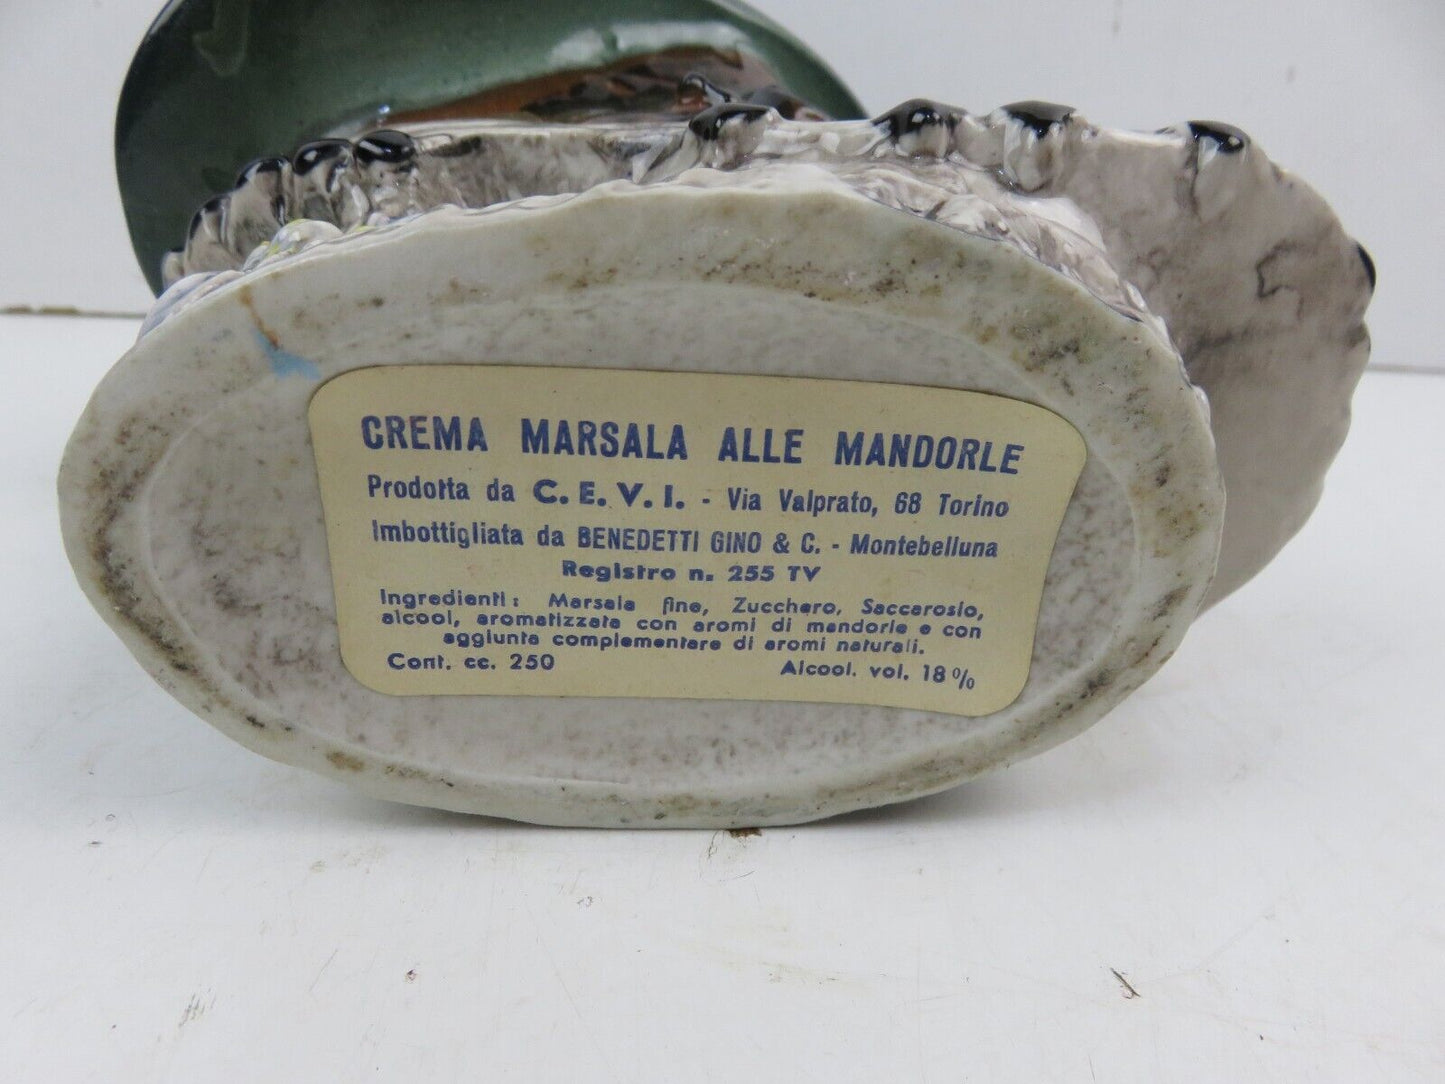 CREMA MARSALA ALLE MANDORLE
Prodotta da C. E. V. I. - Via Valprato, 68 Torino
Imbottigliata da BENEDETTI GINO & C. - Montebelluna
Registro n. 255 TV
Ingredienti: Marsala fine, Zucchero, Saccarosio,
alcool, aromatizzata con aromi di mandorle e con
aggiunta complementare di aromi naturali.
Cont. cc. 250 Alcool. vol. 18%